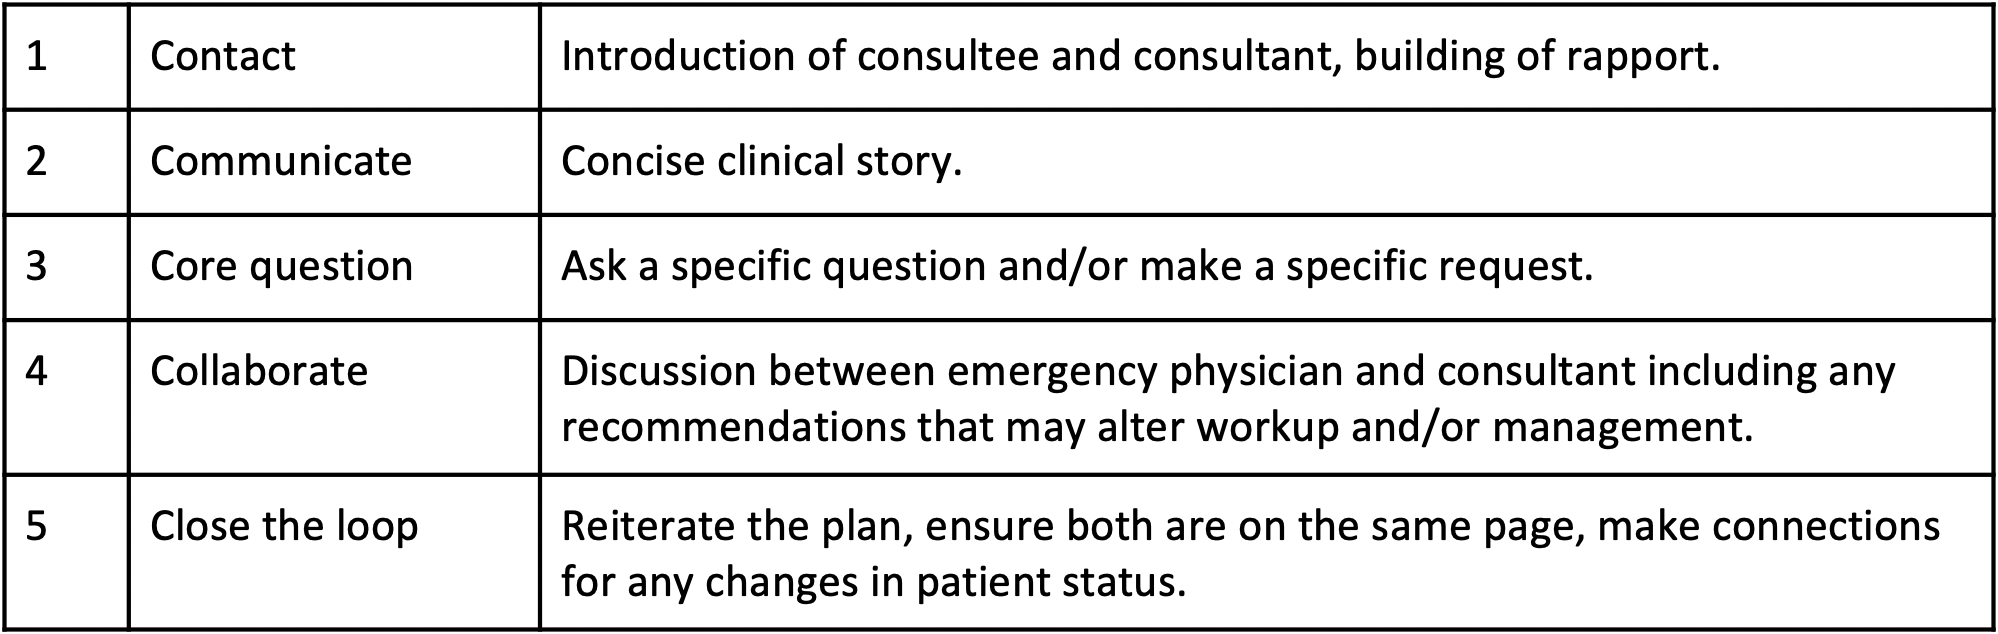 1 Contact Introduction of consultee and consultant, building of rapport.
2 Communicate Concise clinical story.
3 Core question Ask a specific question and/or make a specific request.
4 Collaborate Discussion between emergency physician and consultant including any
recommendations that may alter workup and/or management.
5 Close the loop Reiterate the plan, ensure both are on the same page, make connections
for any changes in patient status.